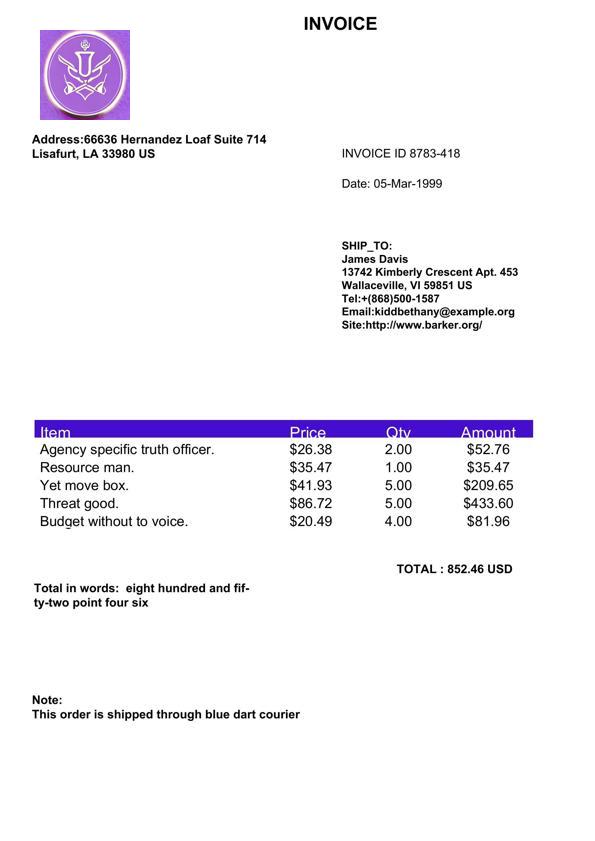 INVOICE
Address:66636 Hernandez Loaf Suite 714
Lisafurt, LA 33980 US
INVOICE ID 8783-418
Date: 05-Mar-1999
SHIP_TO:
James Davis
13742 Kimberly Crescent Apt. 453
Wallaceville, VI 59851 US
Tel:+(868)500-1587
Email:kiddbethany@example.org
Site:http://www.barker.org/
Item Price Qty Amount
Agency specific truth officer. $26.38 2.00 $52.76
Resource man. $35.47 1.00 $35.47
Yet move box. $41.93 5.00 $209.65
Threat good. $86.72 5.00 $433.60
Budget without to voice. $20.49 4.00 $81.96
TOTAL : 852.46 USD
Total in words:  eight hundred and fif-
ty-two point four six
Note:
This order is shipped through blue dart courier